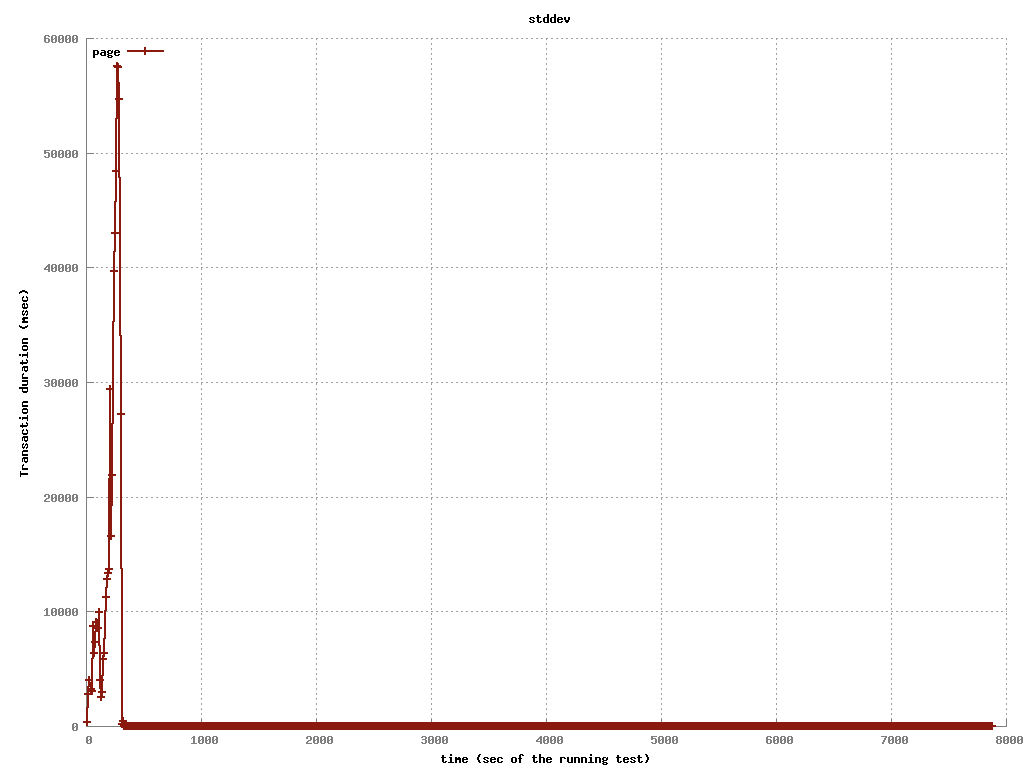 stddev
60000
page
50000
40000
30000
20000
10000
0
0 1000 2000 3000 4000 5000 6000 7000 8000
time (sec of the running test)
Transaction duration (msec)